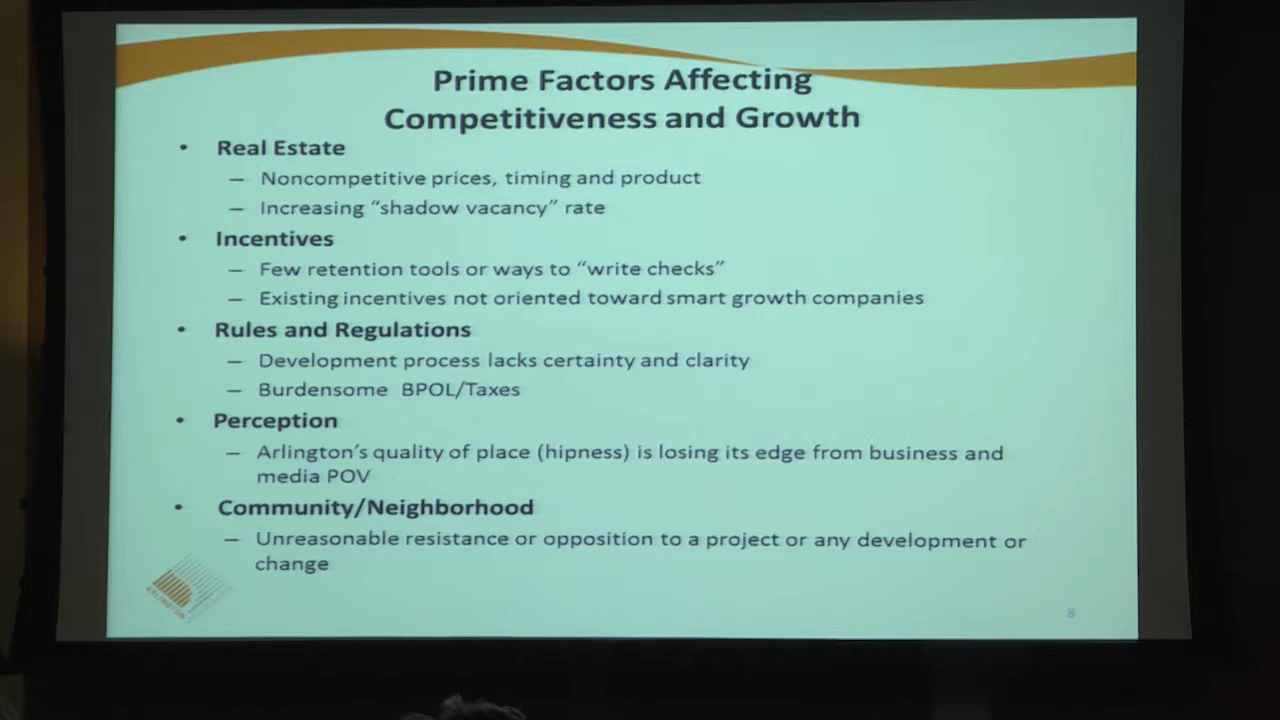 Prime Factors Affecting
Competitiveness and Growth
• Real Estate
– Noncompetitive prices, timing and product
– Increasing “shadow vacancy” rate
• Incentives
– Few retention tools or ways to “write checks”
– Existing incentives not oriented toward smart growth companies
• Rules and Regulations
– Development process lacks certainty and clarity
– Burdensome BPOL/Taxes
• Perception
– Arlington’s quality of place (hipness) is losing its edge from business and
media POV
• Community/Neighborhood
– Unreasonable resistance or opposition to a project or any development or
change
ARLINGTON
8